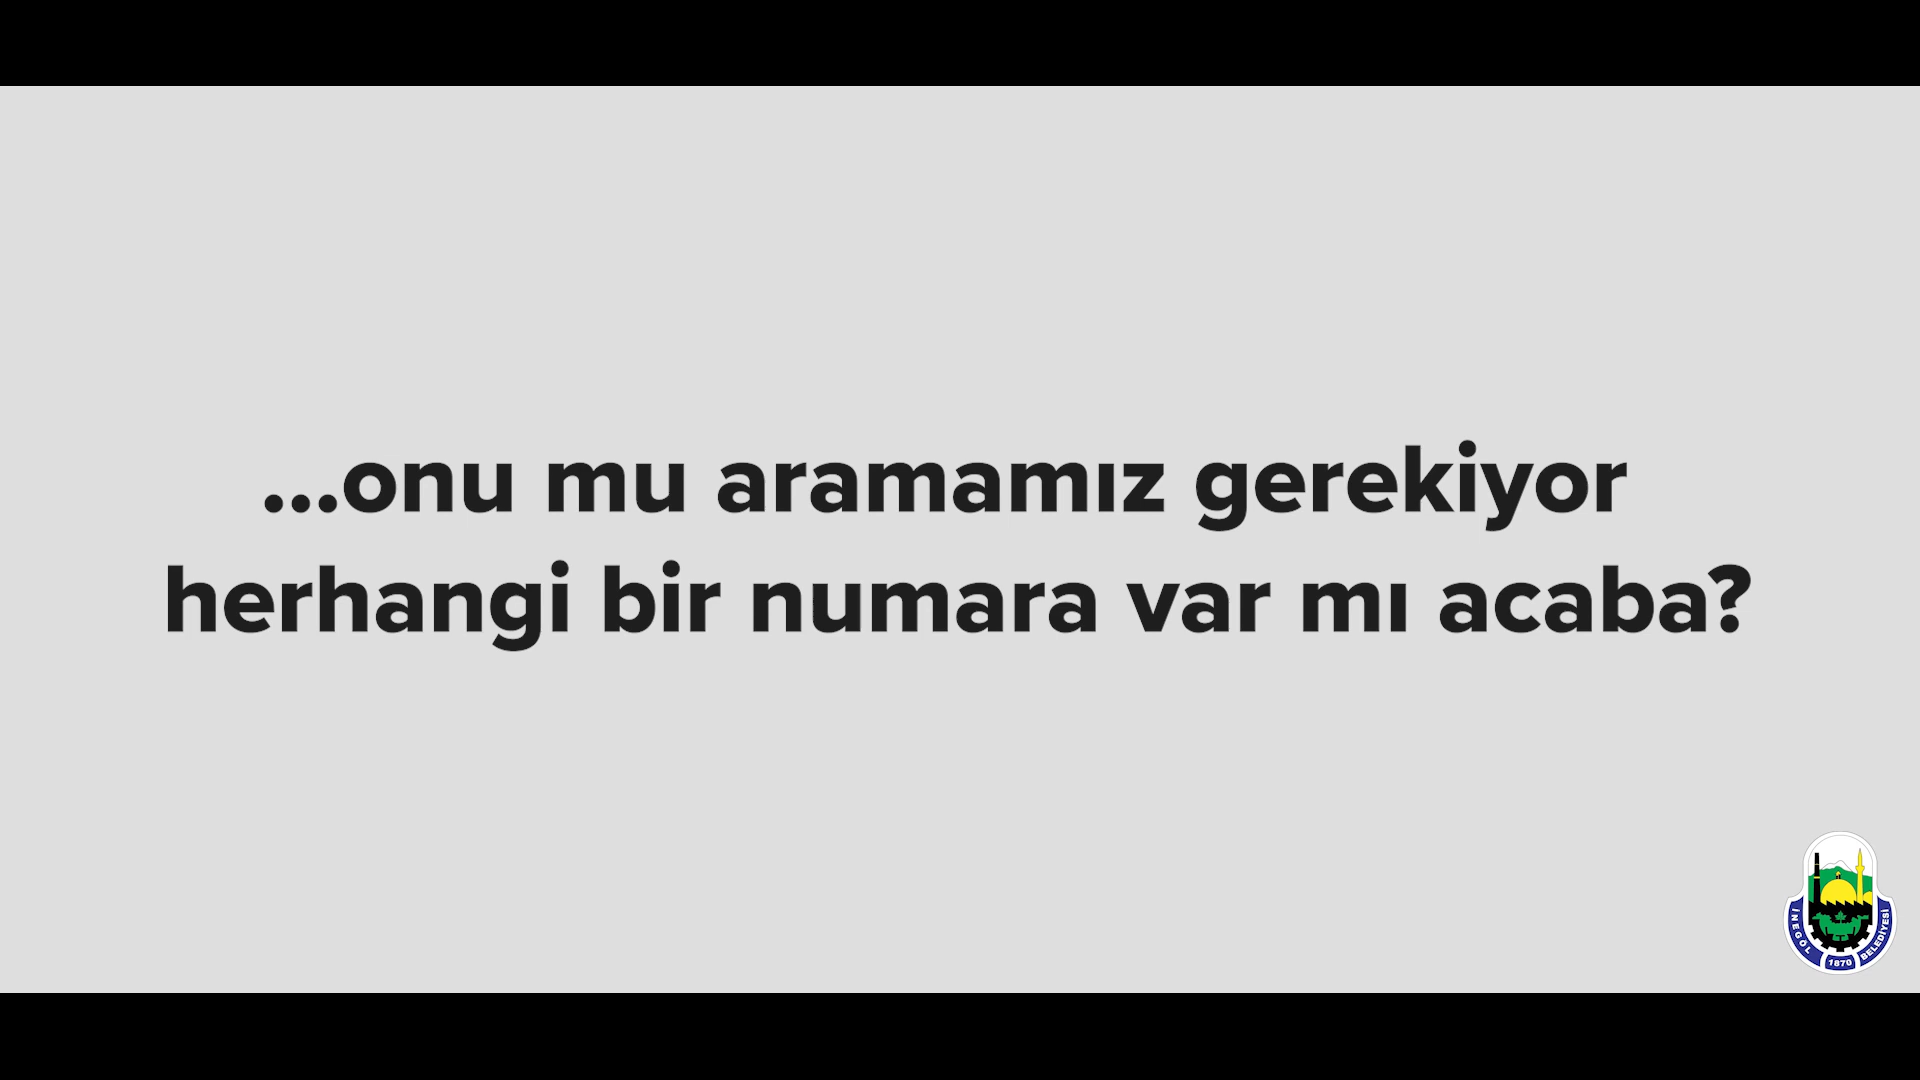 ...onu mu aramamız gerekiyor
herhangi bir numara var mı acaba?
İNEGÖL
1870
BELEDİYESİ